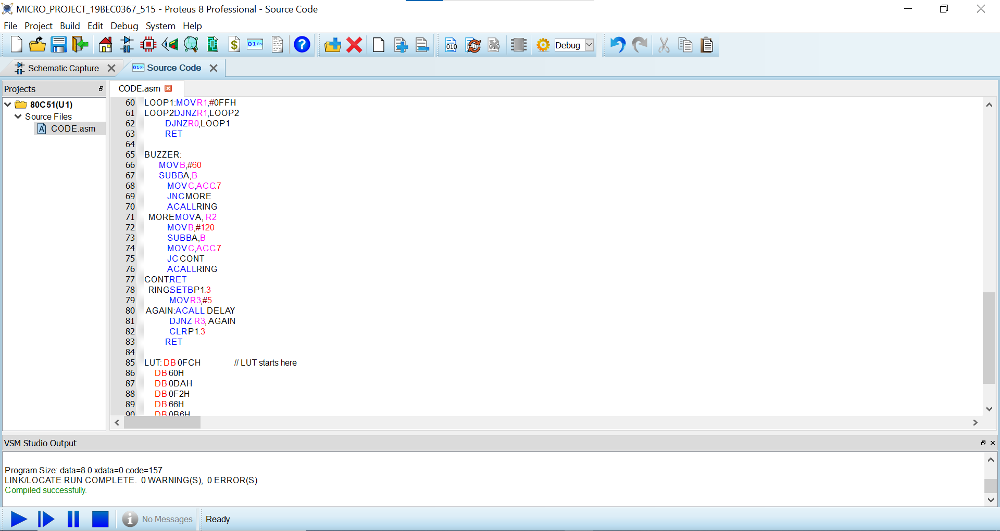 MICRO_PROJECT_19BEC0367_515 - Proteus 8 Professional - Source Code
File Project Build Edit Debug System Help
$ 0101 ? 010 Debug
Schematic Capture
0101 Source Code
Projects
80C51(U1)
Source Files
A CODE.asm
CODE.asm
60 LOOP1:MOVR1,#0FFH
61 LOOP2DJNZR1,LOOP2
62 DJNZR0,LOOP1
63 RET
64
65 BUZZER:
66 MOVB,#60
67 SUBBA,B
68 MOVC,ACC.7
69 JNCMORE
70 ACALLRING
71 MOREMOVA, R2
72 MOVB,#120
73 SUBBA,B
74 MOVC,ACC.7
75 JC CONT
76 ACALLRING
77 CONT:RET
78 RINGSETBP1.3
79 MOVR3,#5
80 AGAIN:ACALL DELAY
81 DJNZ R3, AGAIN
82 CLRP1.3
83 RET
84
85 LUT: DB 0FCH // LUT starts here
86 DB 60H
87 DB 0DAH
88 DB 0F2H
89 DB 66H
90 DB 0B6H
VSM Studio Output
Program Size: data=8.0 xdata=0 code=157
LINK/LOCATE RUN COMPLETE. 0 WARNING(S), 0 ERROR(S)
Compiled successfully.
No Messages
Ready